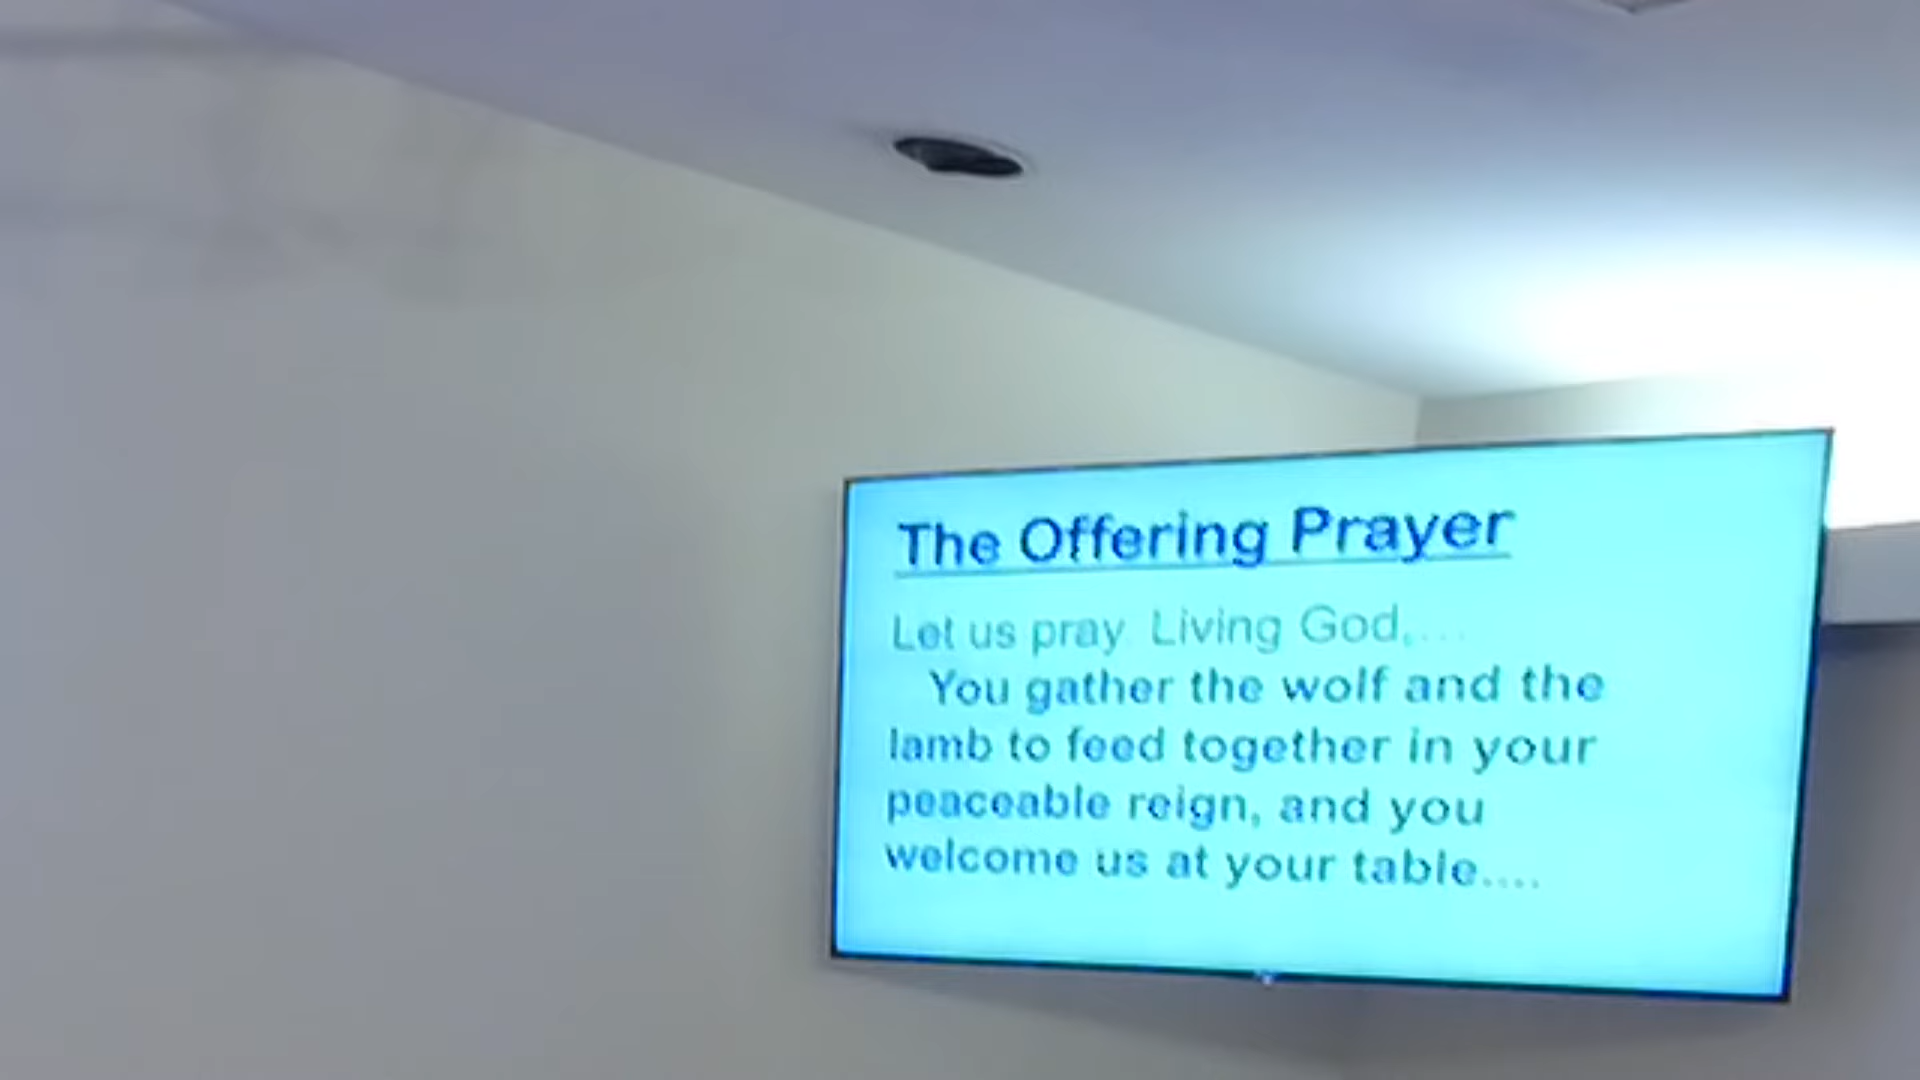 The Offering Prayer
Let us pray. Living God,...
You gather the wolf and the
lamb to feed together in your
peaceable reign, and you
welcome us at your table....